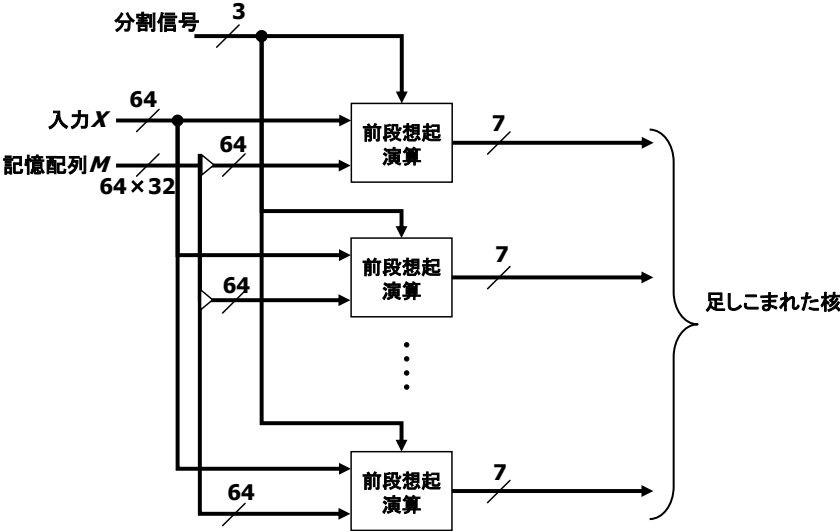 分割信号
3
64
入力X
前段想起
演算
7
64
記憶配列M
64×32
7
前段想起
演算
64
足しこまれた核
7
前段想起
演算
64